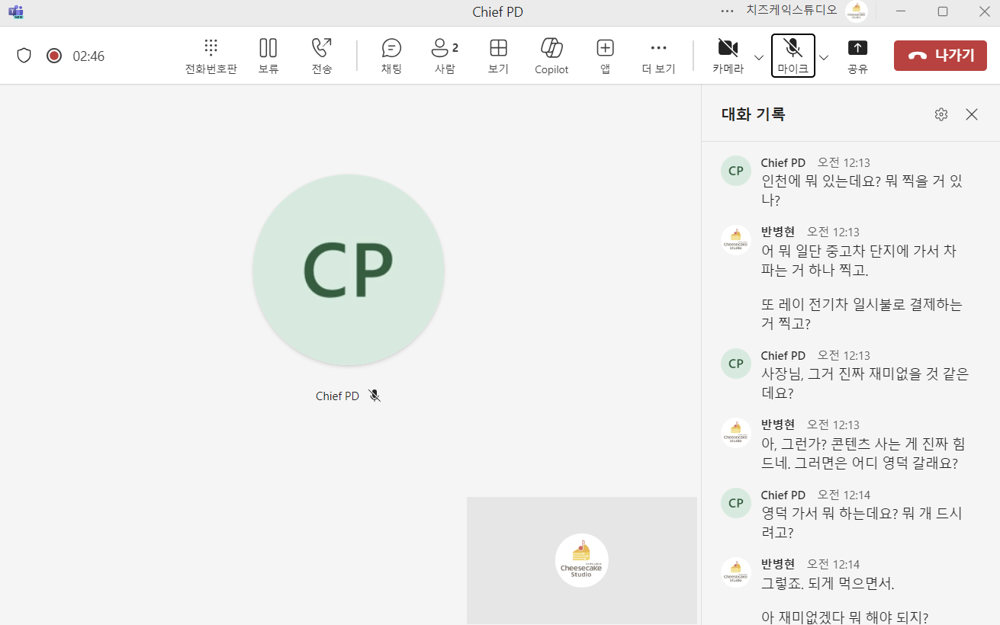 Chief PD
치즈케익스튜디오
02:46
전화번호판
보류
전송
채팅
2
사람
보기
Copilot
앱
더 보기
카메라
마이크
공유
나가기
CP
Chief PD
Cheesecake
Studio
대화 기록
CP
Chief PD 오전 12:13
인천에 뭐 있는데요? 뭐 찍을 거 있
나?
Cheesecake
Studio
반병현 오전 12:13
어 뭐 일단 중고차 단지에 가서 차
파는 거 하나 찍고.
또 레이 전기차 일시불로 결제하는
거 찍고?
CP
Chief PD 오전 12:13
사장님, 그거 진짜 재미없을 것 같은
데요?
Cheesecake
Studio
반병현 오전 12:13
아, 그런가? 콘텐츠 사는 게 진짜 힘
드네. 그러면은 어디 영덕 갈래요?
CP
Chief PD 오전 12:14
영덕 가서 뭐 하는데요? 뭐 개 드시
려고?
Cheesecake
Studio
반병현 오전 12:14
그렇죠. 되게 먹으면서.
아 재미없겠다 뭐 해야 되지?